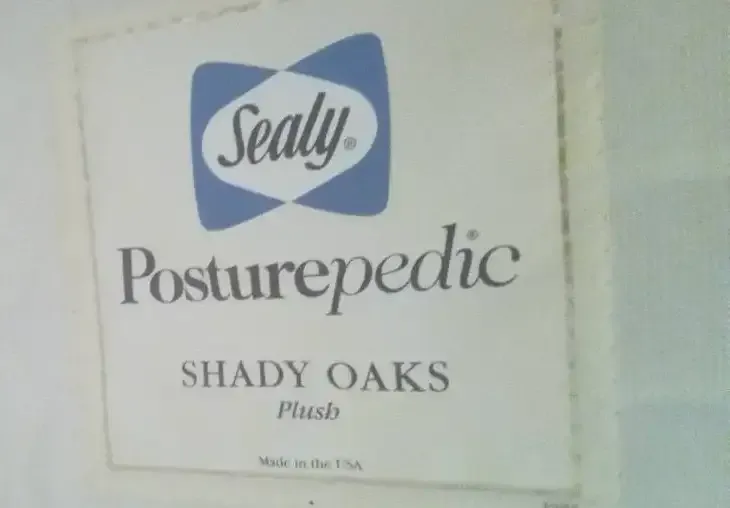 Sealy®
Posturepedic®
SHADY OAKS
Plush
Made in the USA